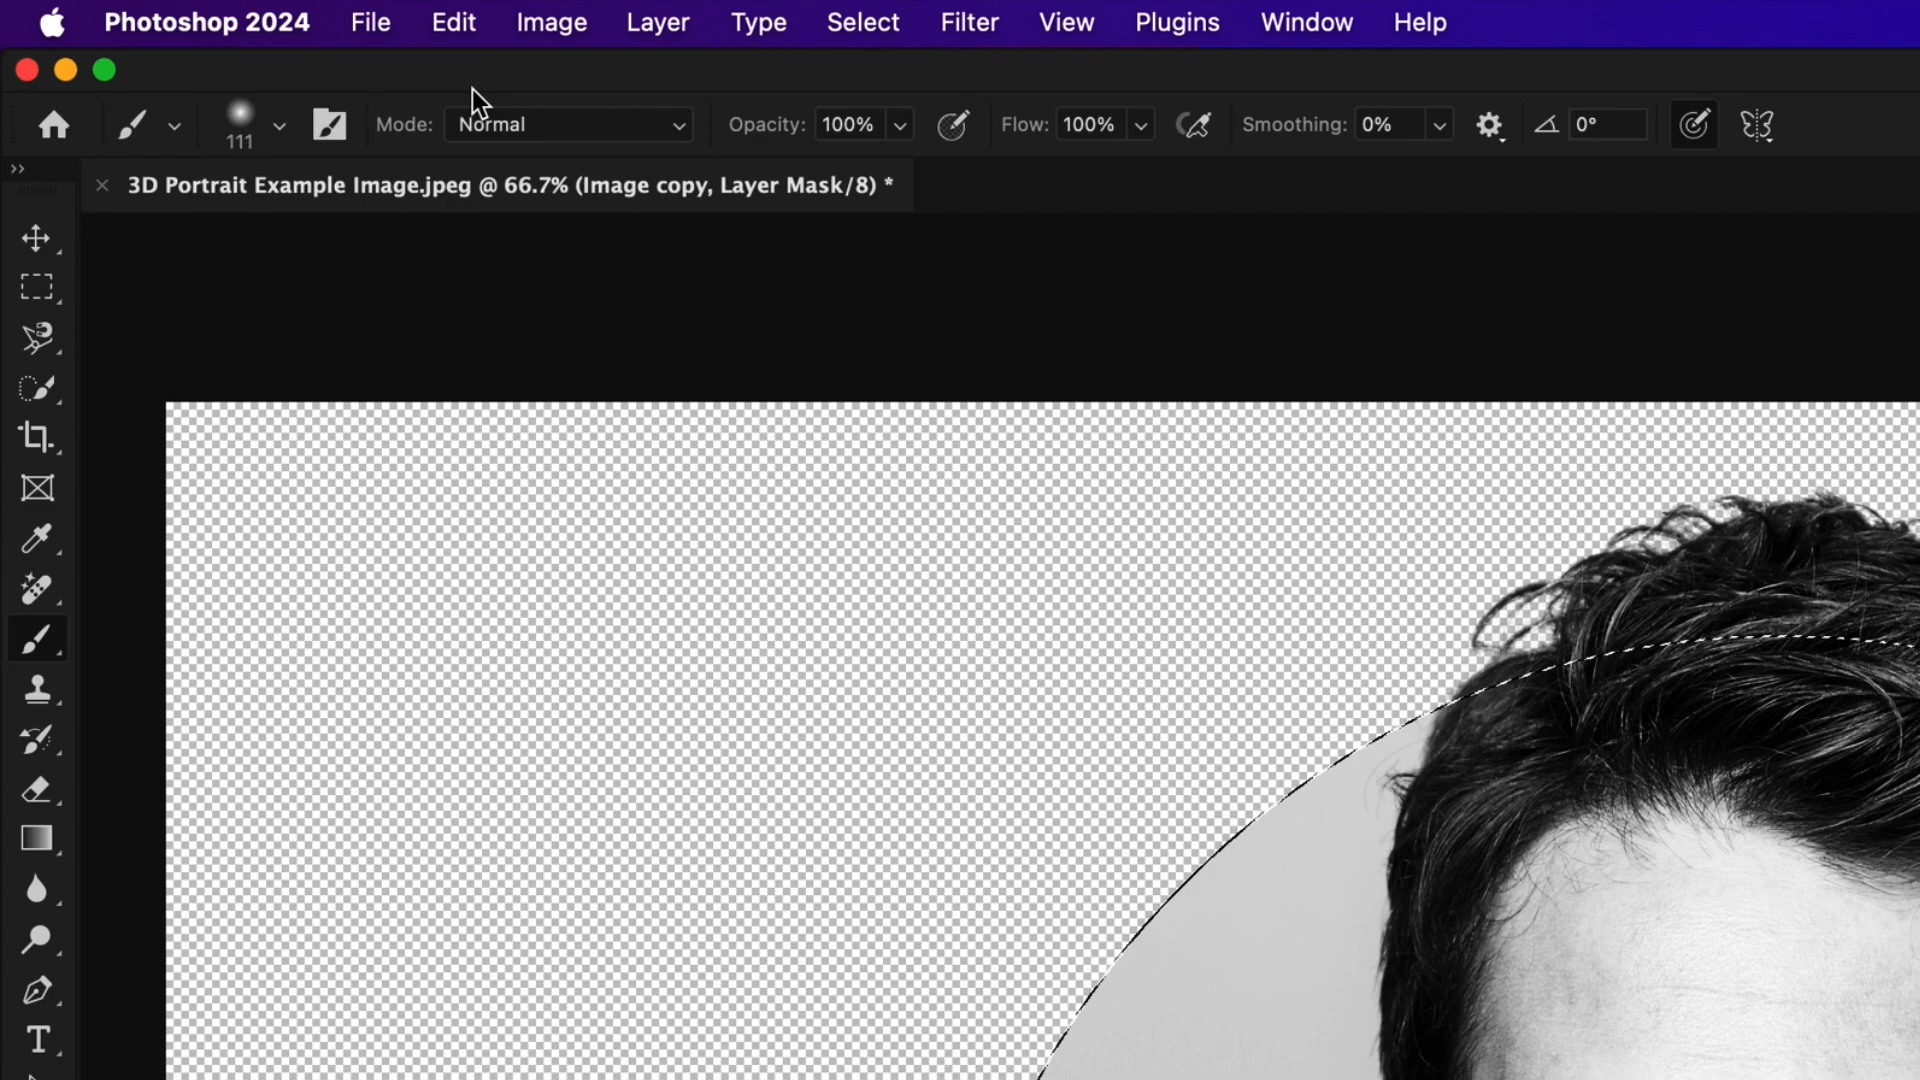 Photoshop 2024 File Edit Image Layer Type Select Filter View Plugins Window Help
111 Mode: Normal Opacity: 100% Flow: 100% Smoothing: 0% 0°
3D Portrait Example Image.jpeg @ 66.7% (Image copy, Layer Mask/8) *